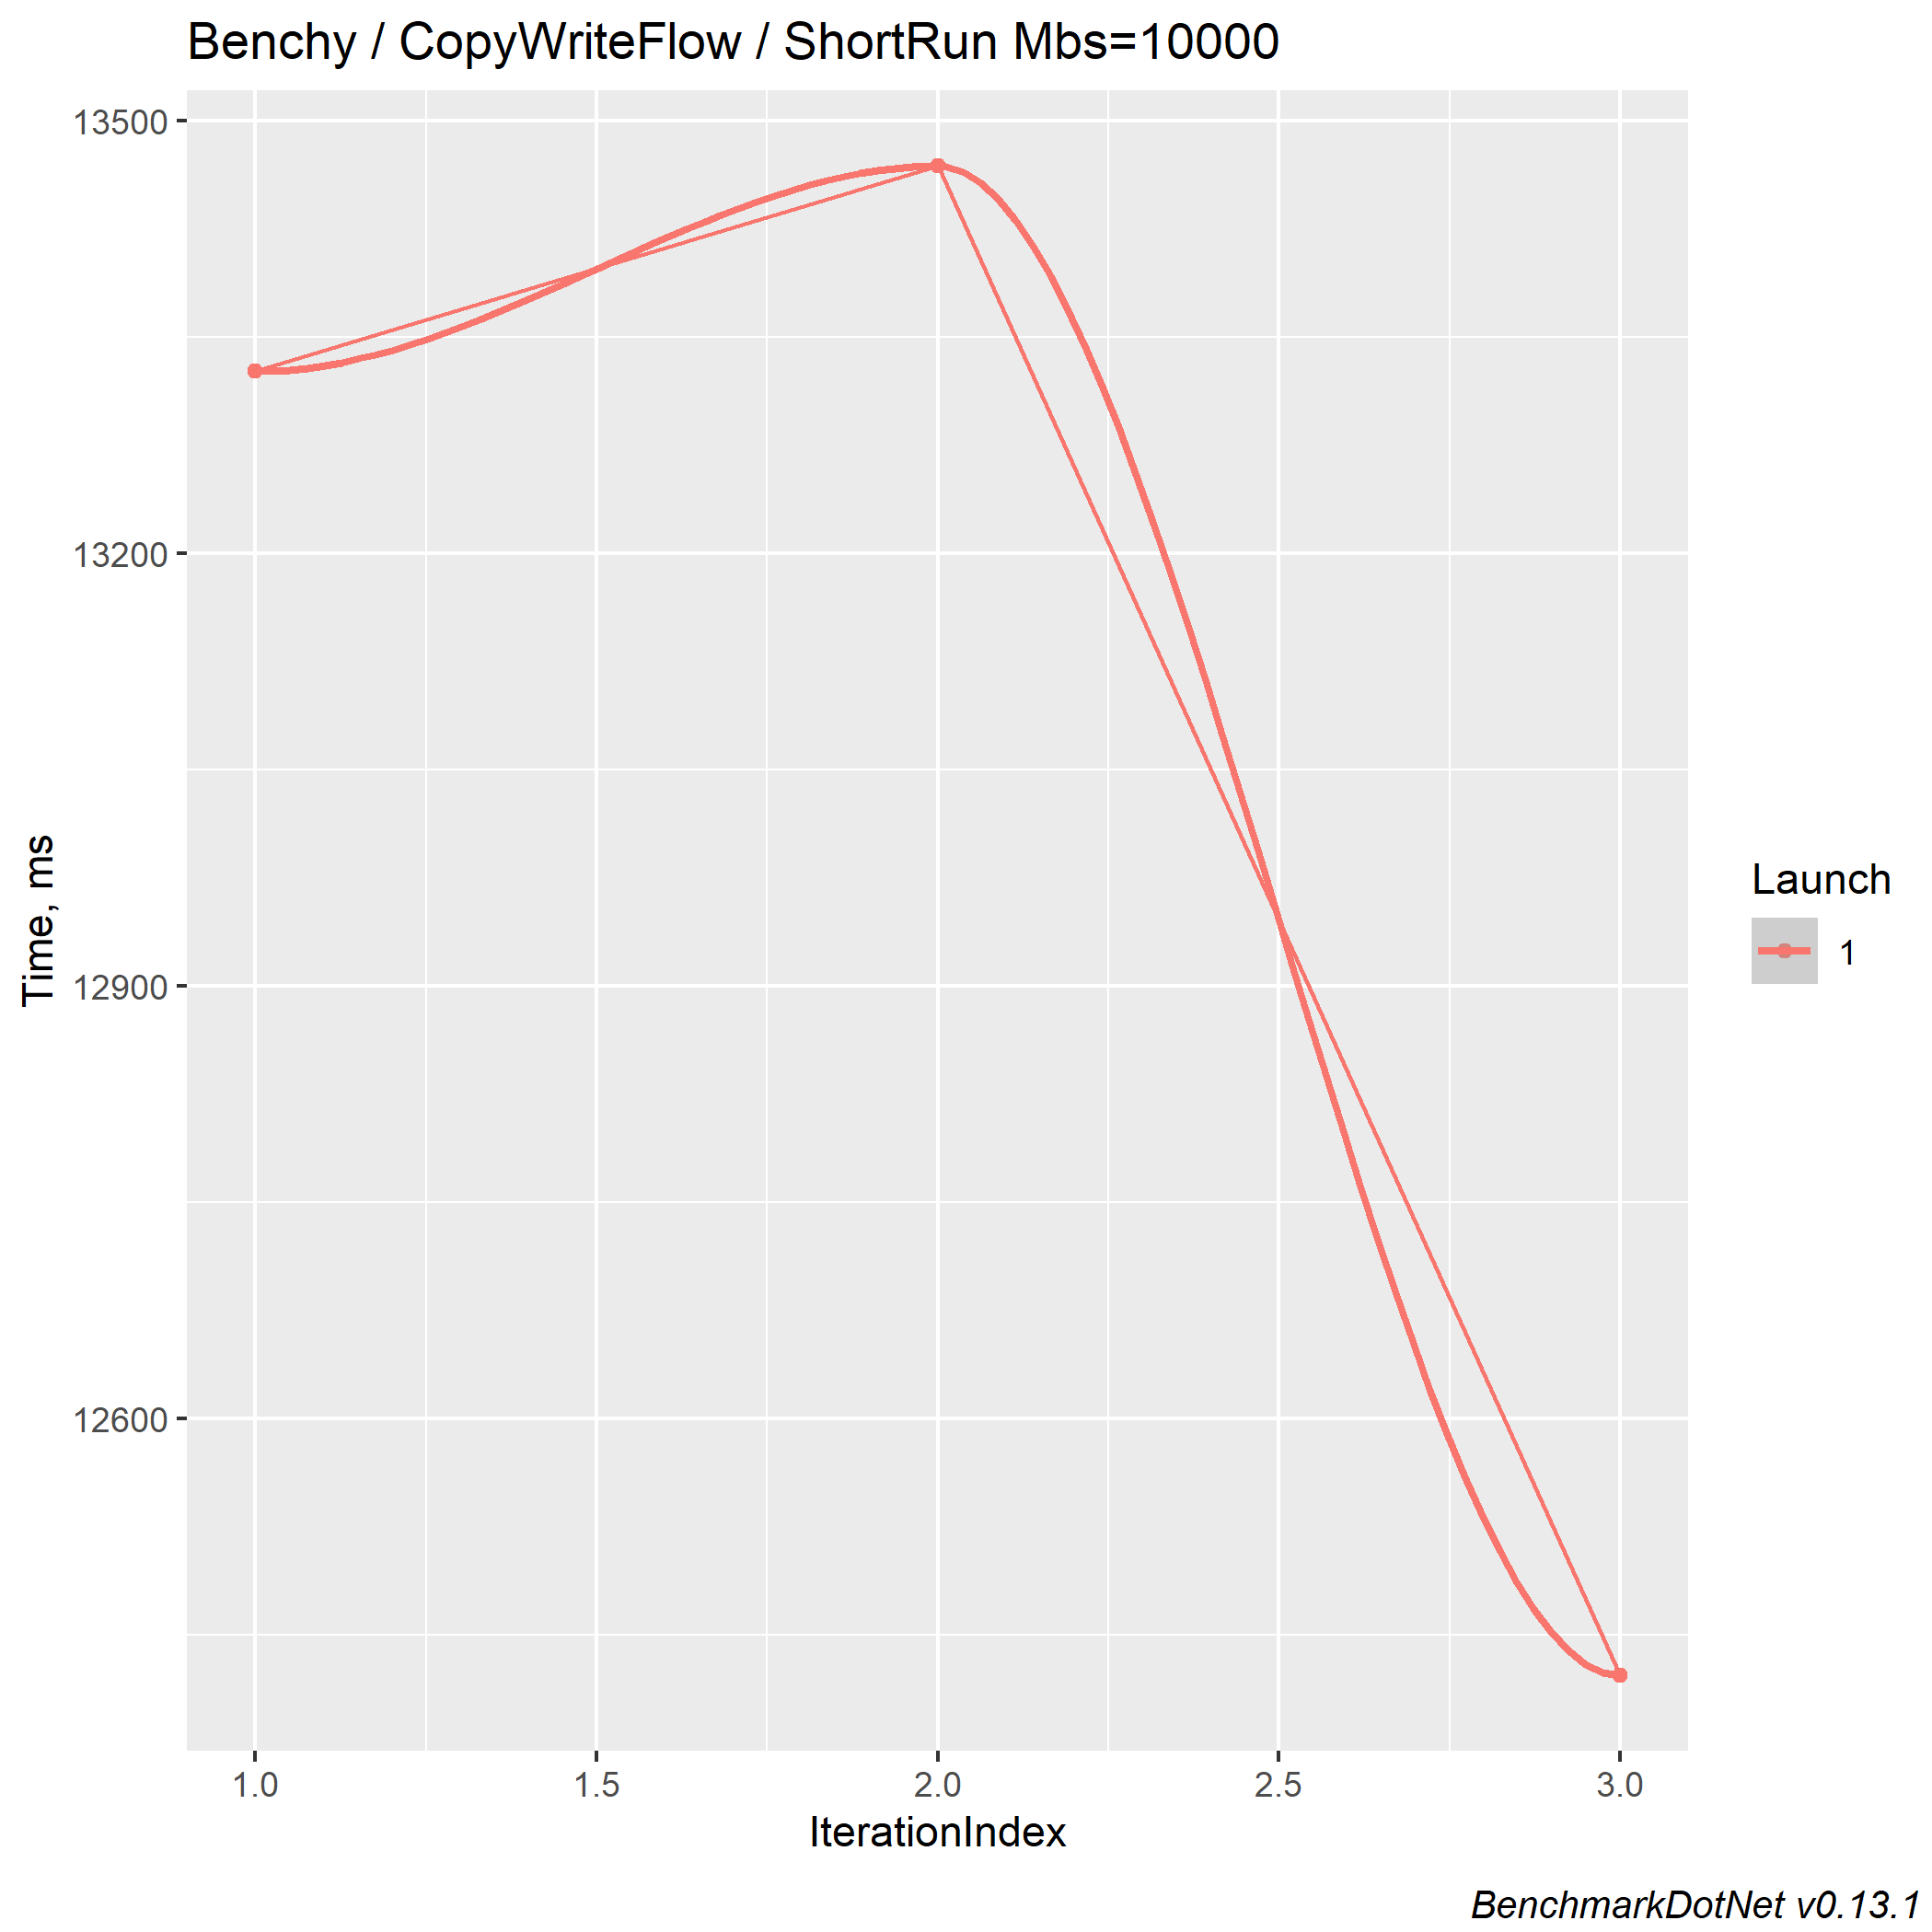 Benchy / CopyWriteFlow / ShortRun Mbs=10000
13500
13200
12900
12600
Time, ms
1.0 1.5 2.0 2.5 3.0
IterationIndex
Launch
1
BenchmarkDotNet v0.13.1